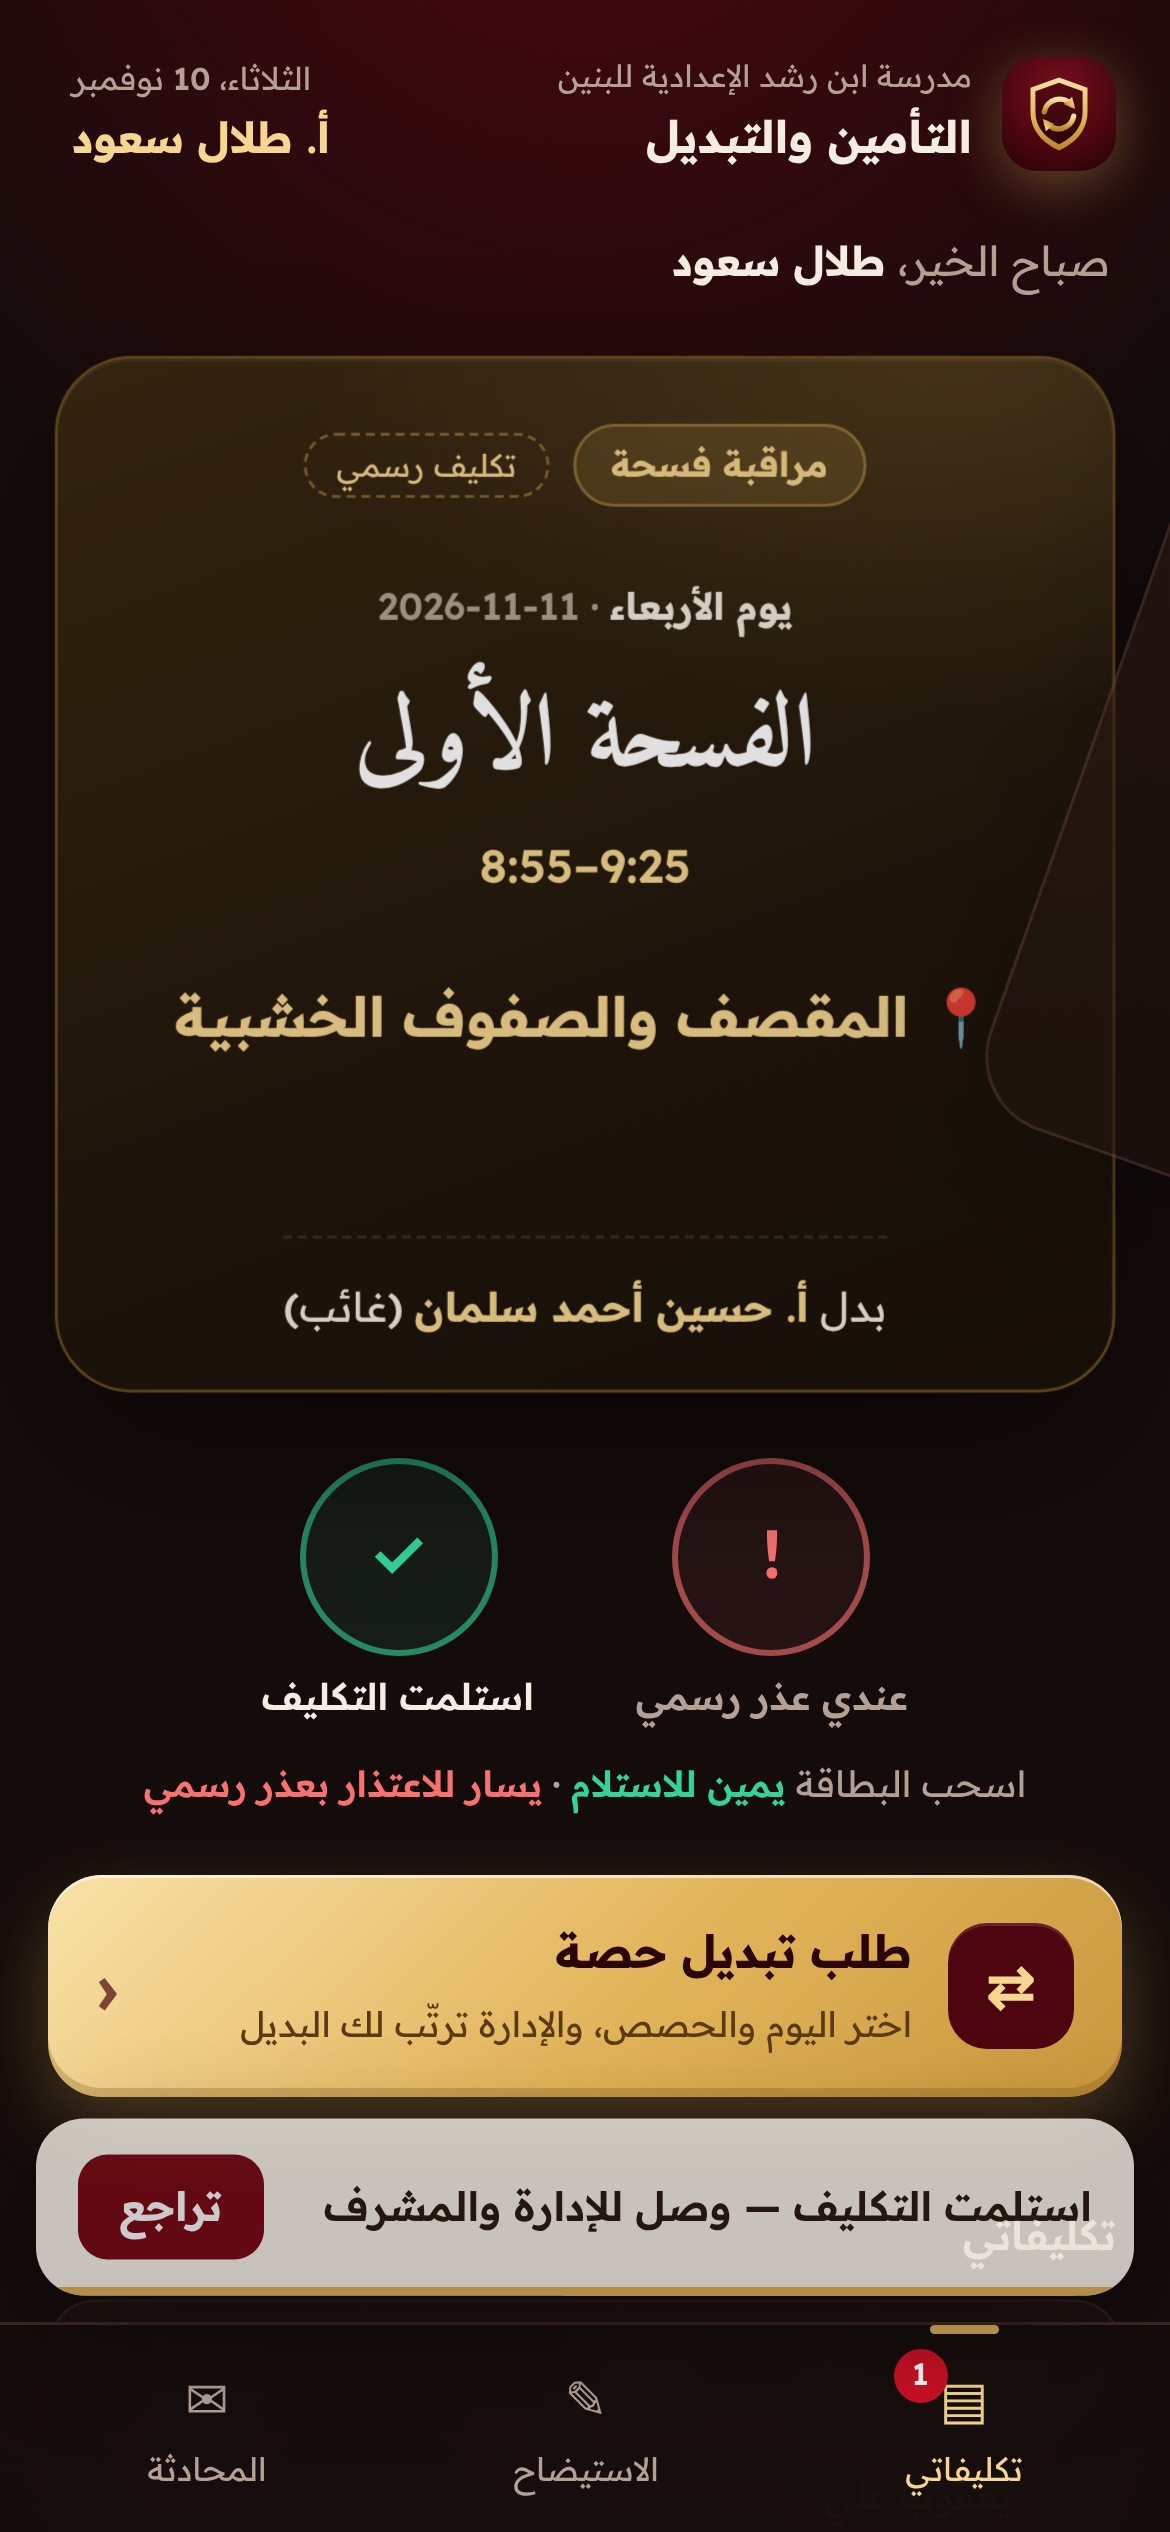 مدرسة ابن رشد الإعدادية للبنين
التأمين والتبديل
الثلاثاء، 10 نوفمبر
أ. طلال سعود
صباح الخير، طلال سعود
مراقبة فسحة
تكليف رسمي
يوم الأربعاء · 2026-11-11
الفسحة الأولى
8:55–9:25
📍 المقصف والصفوف الخشبية
بدل أ. حسين أحمد سلمان (غائب)
!
✓
عندي عذر رسمي
استلمت التكليف
اسحب البطاقة يمين للاستلام · يسار للاعتذار بعذر رسمي
طلب تبديل حصة
اختر اليوم والحصص، والإدارة ترتّب لك البديل
استلمت التكليف — وصل للإدارة والمشرف
تراجع
تكليفاتي
1
تكليفاتي
الاستيضاح
المحادثة